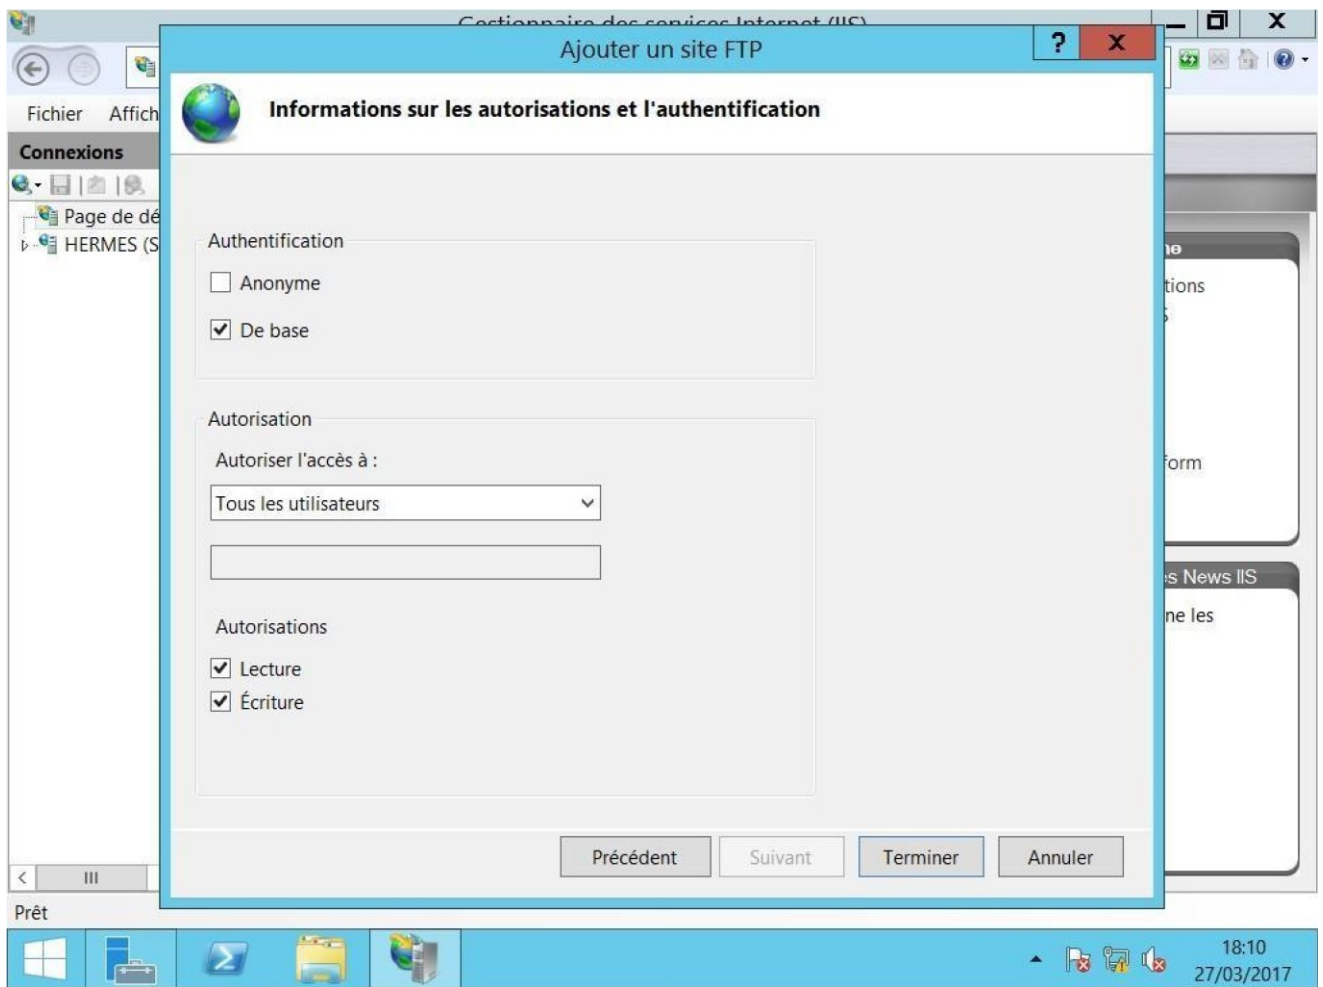 Gestionnaire des services Internet (IIS)
Ajouter un site FTP
Fichier Affich
Informations sur les autorisations et l'authentification
Connexions
Page de dé
HERMES (S
Authentification
Anonyme
De base
Autorisation
Autoriser l'accès à :
Tous les utilisateurs
Autorisations
Lecture
Écriture
tions
form
es News IIS
ne les
Précédent Suivant Terminer Annuler
Prêt
18:10
27/03/2017